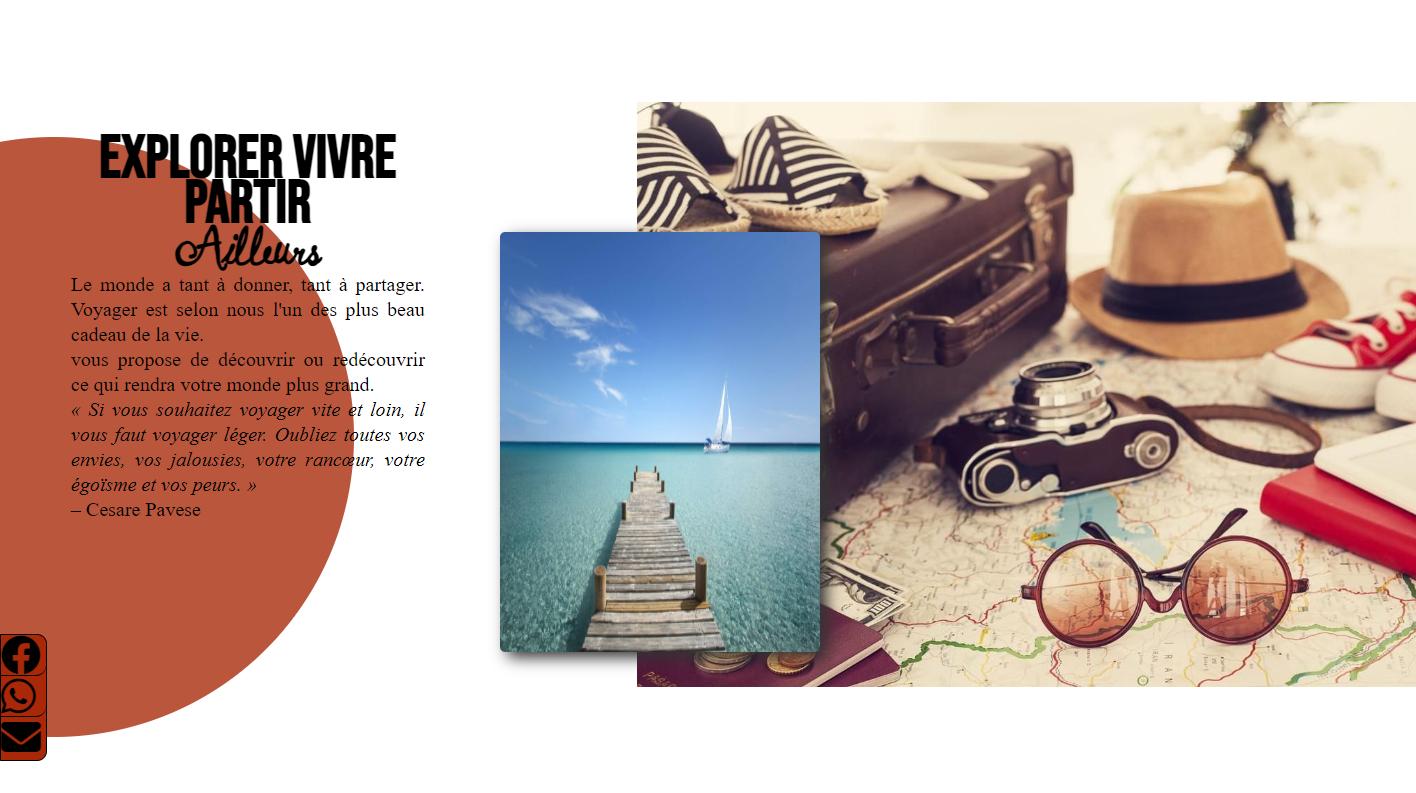 EXPLORER VIVRE
PARTIR
Ailleurs
Le monde a tant à donner, tant à partager.
Voyager est selon nous l'un des plus beau
cadeau de la vie.
vous propose de découvrir ou redécouvrir
ce qui rendra votre monde plus grand.
« Si vous souhaitez voyager vite et loin, il
vous faut voyager léger. Oubliez toutes vos
envies, vos jalousies, votre rancœur, votre
égoïsme et vos peurs. »
– Cesare Pavese
100